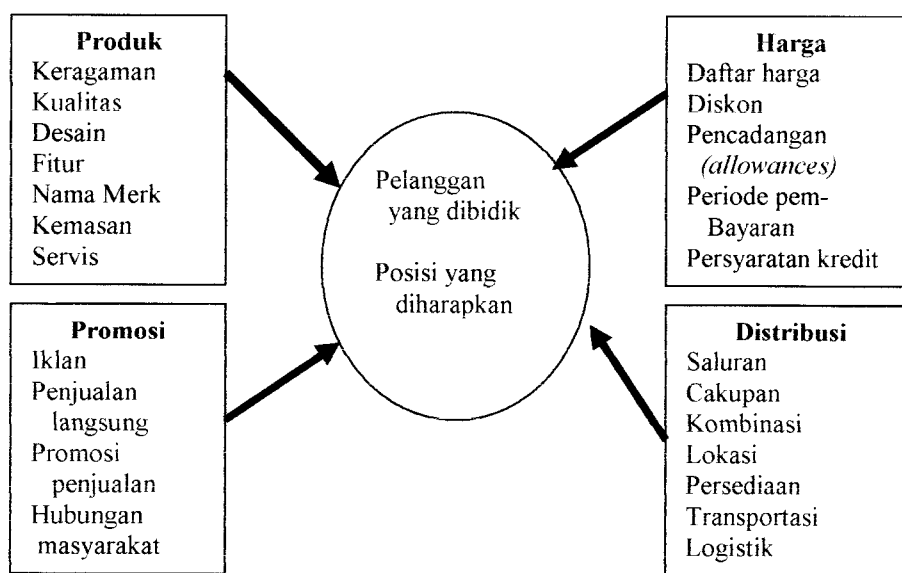 Produk
Keragaman
Kualitas
Desain
Fitur
Nama Merk
Kemasan
Servis
Harga
Daftar harga
Diskon
Pencadangan
(allowances)
Periode pem-
Bayaran
Persyaratan kredit
Pelanggan
yang dibidik
Posisi yang
diharapkan
Promosi
Iklan
Penjualan
langsung
Promosi
penjualan
Hubungan
masyarakat
Distribusi
Saluran
Cakupan
Kombinasi
Lokasi
Persediaan
Transportasi
Logistik